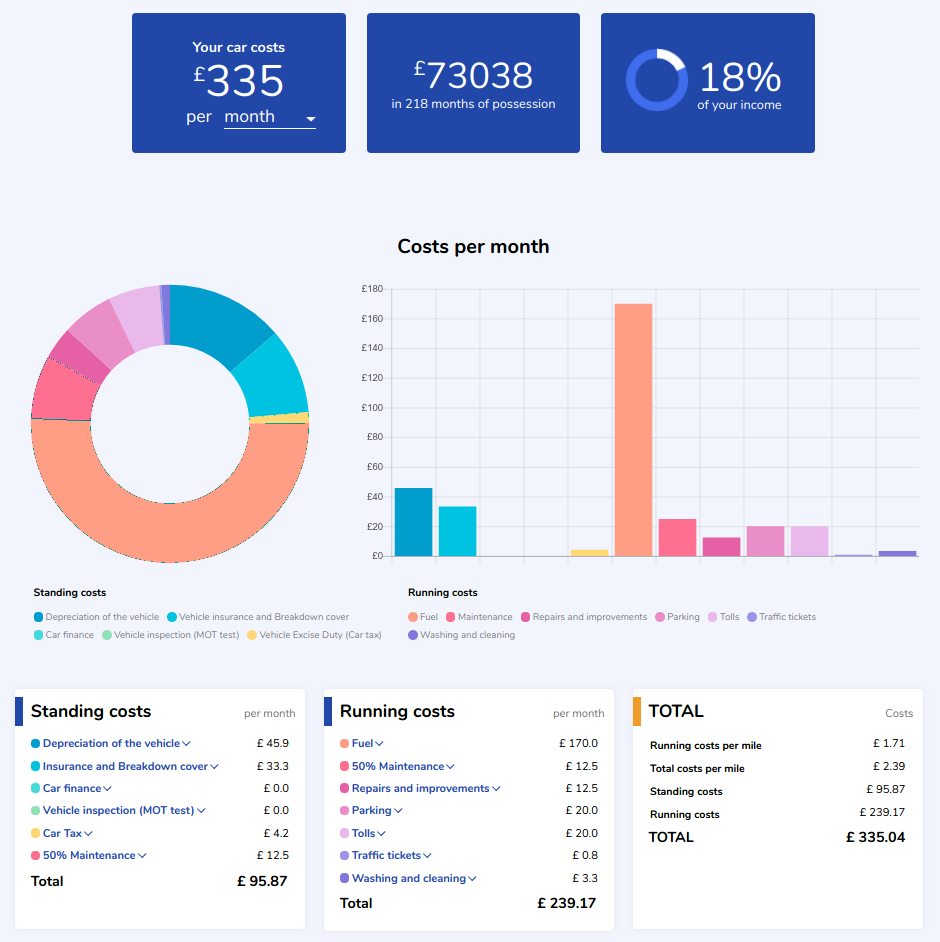 Your car costs
£335
per month
£73038
in 218 months of possession
18%
of your income
Costs per month
£180
£160
£140
£120
£100
£80
£60
£40
£20
£0
Standing costs
Depreciation of the vehicle Vehicle insurance and Breakdown cover
Car finance Vehicle inspection (MOT test) Vehicle Excise Duty (Car tax)
Running costs
Fuel Maintenance Repairs and improvements Parking Tolls Traffic tickets
Washing and cleaning
Standing costs per month
Depreciation of the vehicle £ 45.9
Insurance and Breakdown cover £ 33.3
Car finance £ 0.0
Vehicle inspection (MOT test) £ 0.0
Car Tax £ 4.2
50% Maintenance £ 12.5
Total £ 95.87
Running costs per month
Fuel £ 170.0
50% Maintenance £ 12.5
Repairs and improvements £ 12.5
Parking £ 20.0
Tolls £ 20.0
Traffic tickets £ 0.8
Washing and cleaning £ 3.3
Total £ 239.17
TOTAL Costs
Running costs per mile £ 1.71
Total costs per mile £ 2.39
Standing costs £ 95.87
Running costs £ 239.17
TOTAL £ 335.04